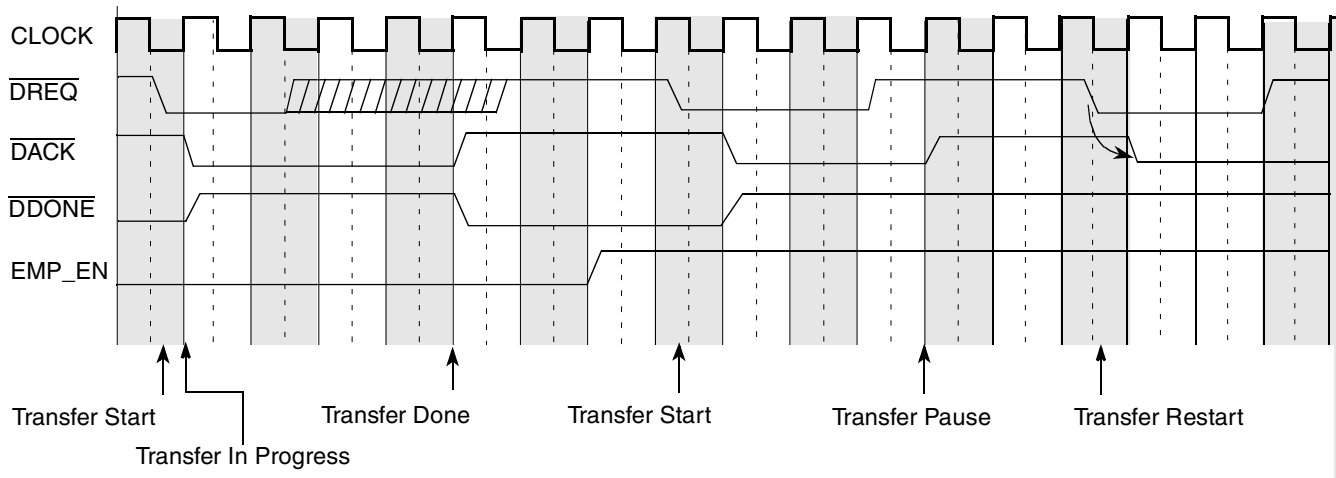 CLOCK
DREQ
DACK
DDONE
EMP_EN
Transfer Start
Transfer In Progress
Transfer Done
Transfer Start
Transfer Pause
Transfer Restart